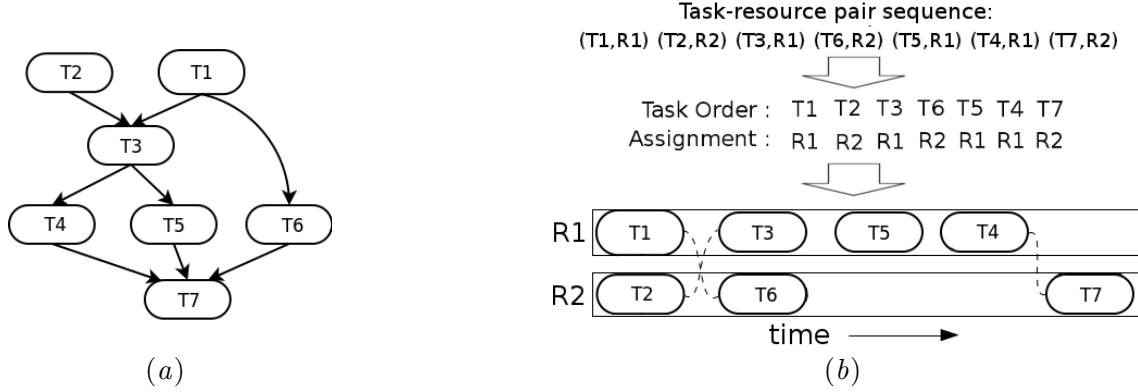 T2 T1
T3
T4 T5 T6
T7
(a)
Task-resource pair sequence:
(T1,R1) (T2,R2) (T3,R1) (T6,R2) (T5,R1) (T4,R1) (T7,R2)
Task Order : T1 T2 T3 T6 T5 T4 T7
Assignment : R1 R2 R1 R2 R1 R1 R2
R1 T1 T3 T5 T4
R2 T2 T6 T7
time
(b)